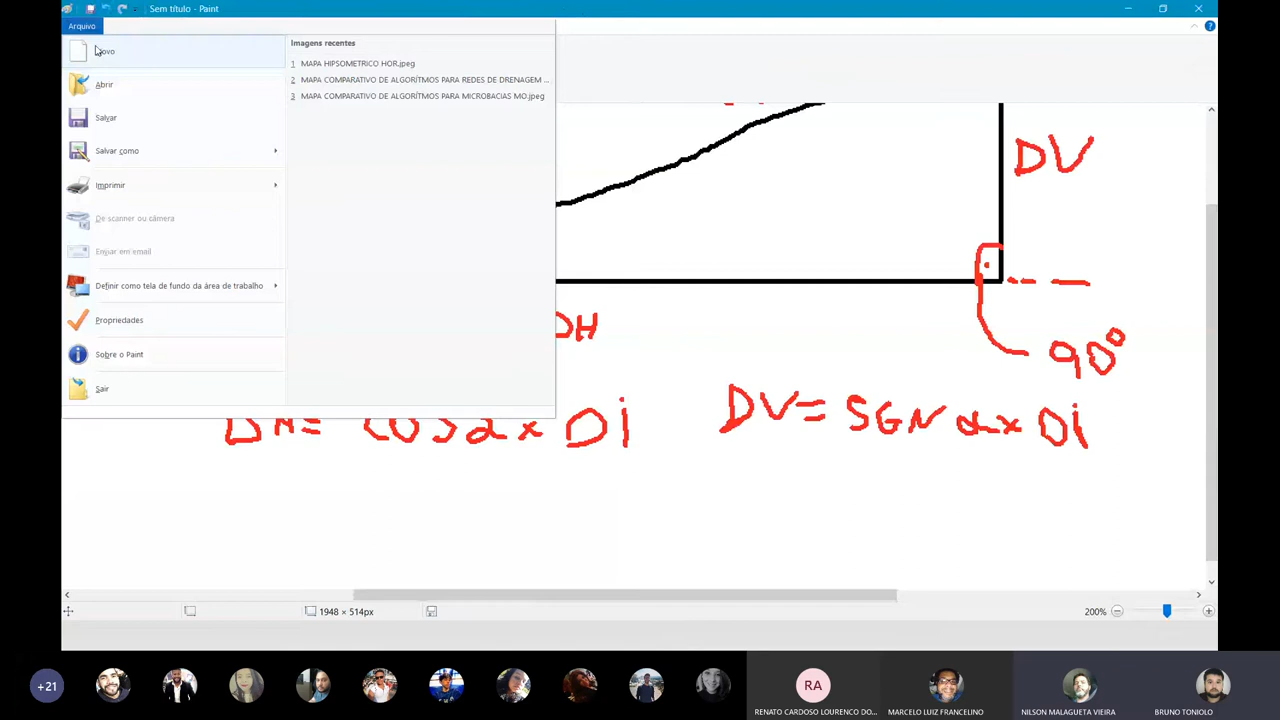 Sem título - Paint
Arquivo
Imagens recentes
Abrir
1 MAPA HIPSOMETRICO HOR.jpeg
2 MAPA COMPARATIVO DE ALGORÍTMOS PARA REDES DE DRENAGEM ...
3 MAPA COMPARATIVO DE ALGORÍTMOS PARA MICROBACIAS MO.jpeg
Salvar
Salvar como
Imprimir
De scanner ou câmera
Enviar em email
Definir como tela de fundo da área de trabalho
Propriedades
Sobre o Paint
Sair
DV
DH
90°
DH= COS α x Di
DV= SEN α x Di
1948 × 514px
200%
+21
RA
RENATO CARDOSO LOURENCO DO...
MARCELO LUIZ FRANCELINO
NILSON MALAGUETA VIEIRA
BRUNO TONIOLO